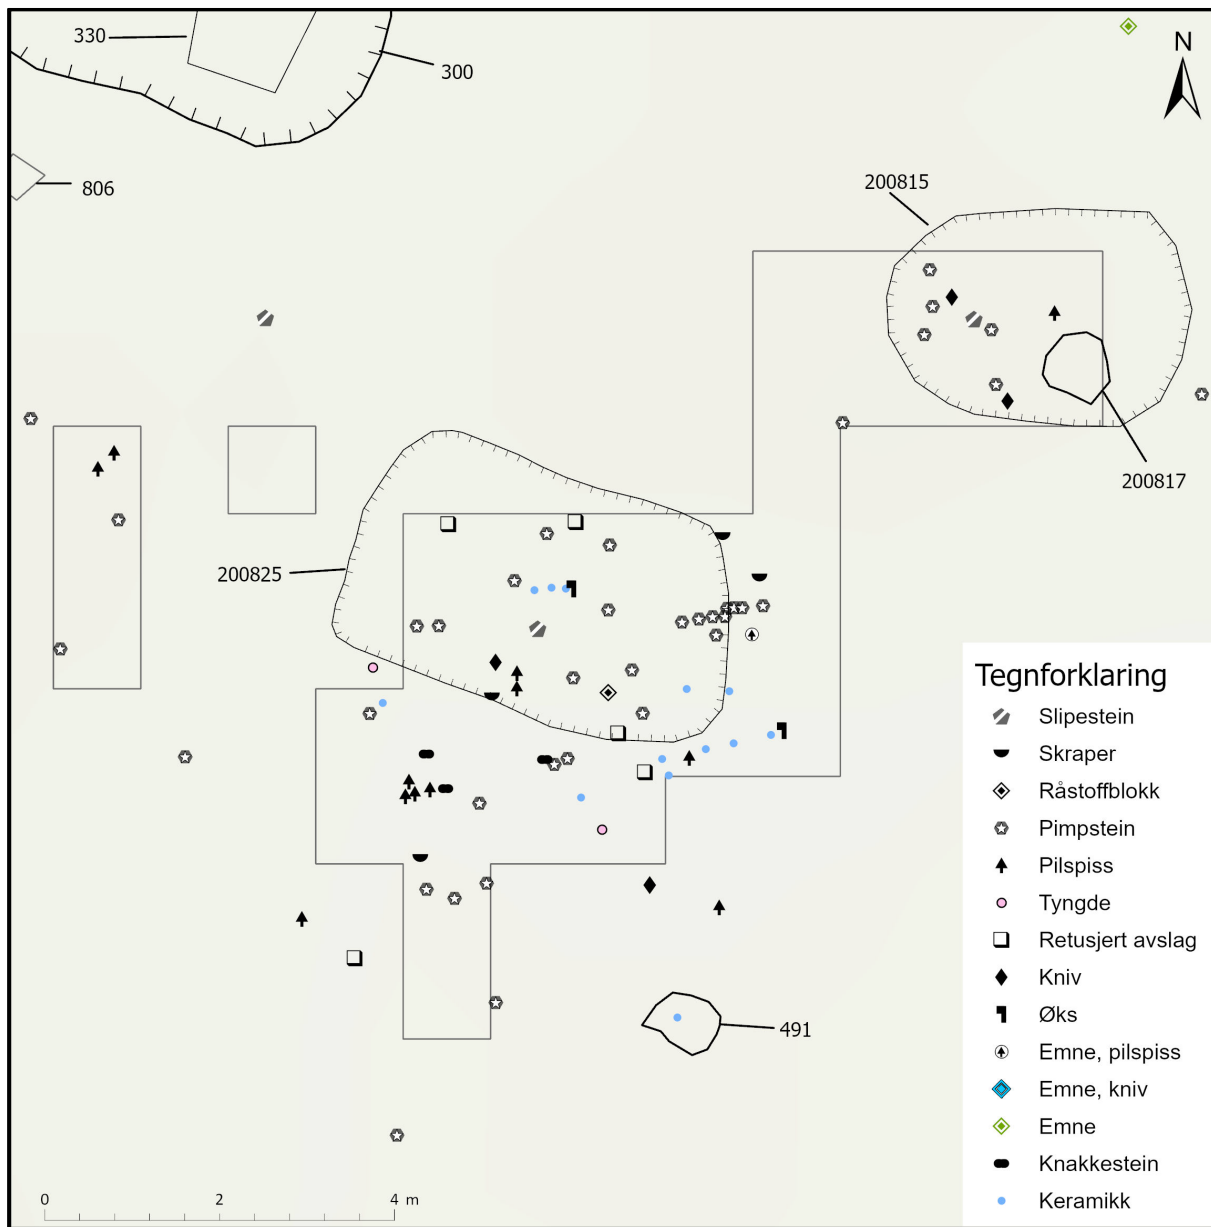 330
300
N
806
200815
200817
200825
491
Tegnforklaring
Slipestein
Skraper
Råstoffblokk
Pimpstein
Pilspiss
Tyngde
Retusjert avslag
Kniv
Øks
Emne, pilspiss
Emne, kniv
Emne
Knakkestein
Keramikk
0 2 4 m